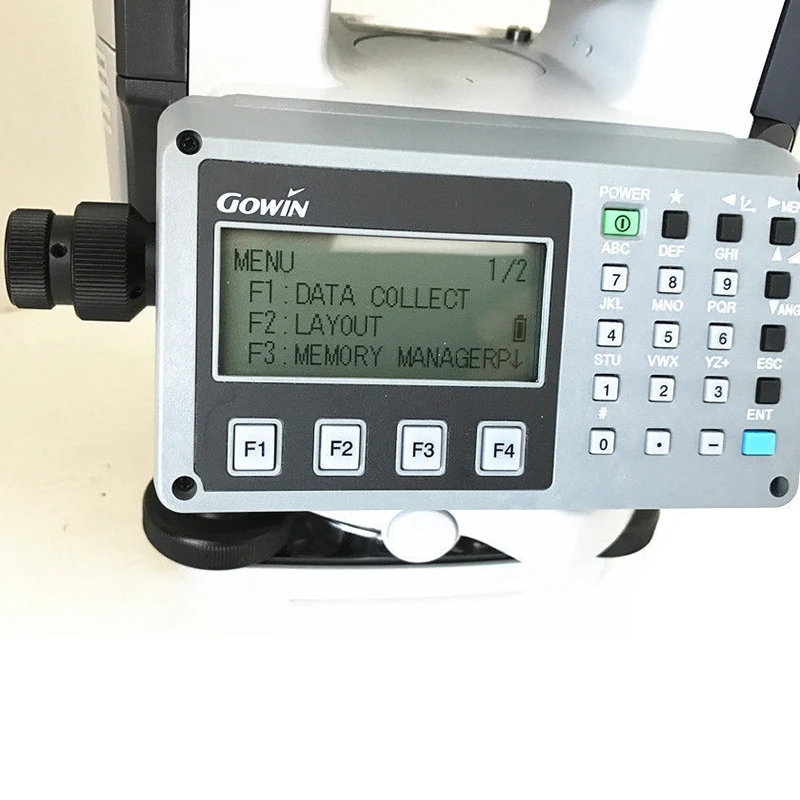 GOWIN
MENU 1/2
F1:DATA COLLECT
F2:LAYOUT
F3:MEMORY MANAGERP↓
F1 F2 F3 F4
POWER ★ ◄ ► MEN
ABC DEF GHI ▲
7 8 9
JKL MNO PQR ▼ANG
4 5 6
STU VWX YZ+ ESC
1 2 3
# ENT
0 . −